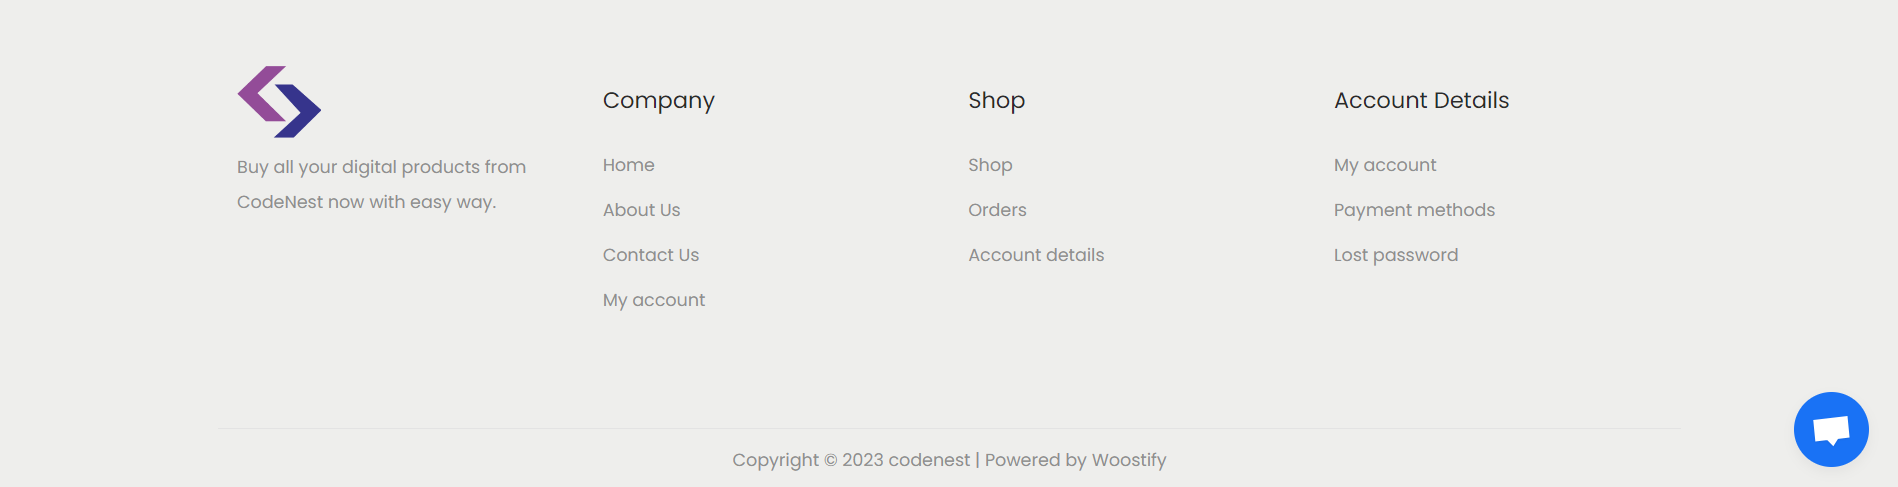 Buy all your digital products from
CodeNest now with easy way.
Company
Home
About Us
Contact Us
My account
Shop
Shop
Orders
Account details
Account Details
My account
Payment methods
Lost password
Copyright © 2023 codenest | Powered by Woostify